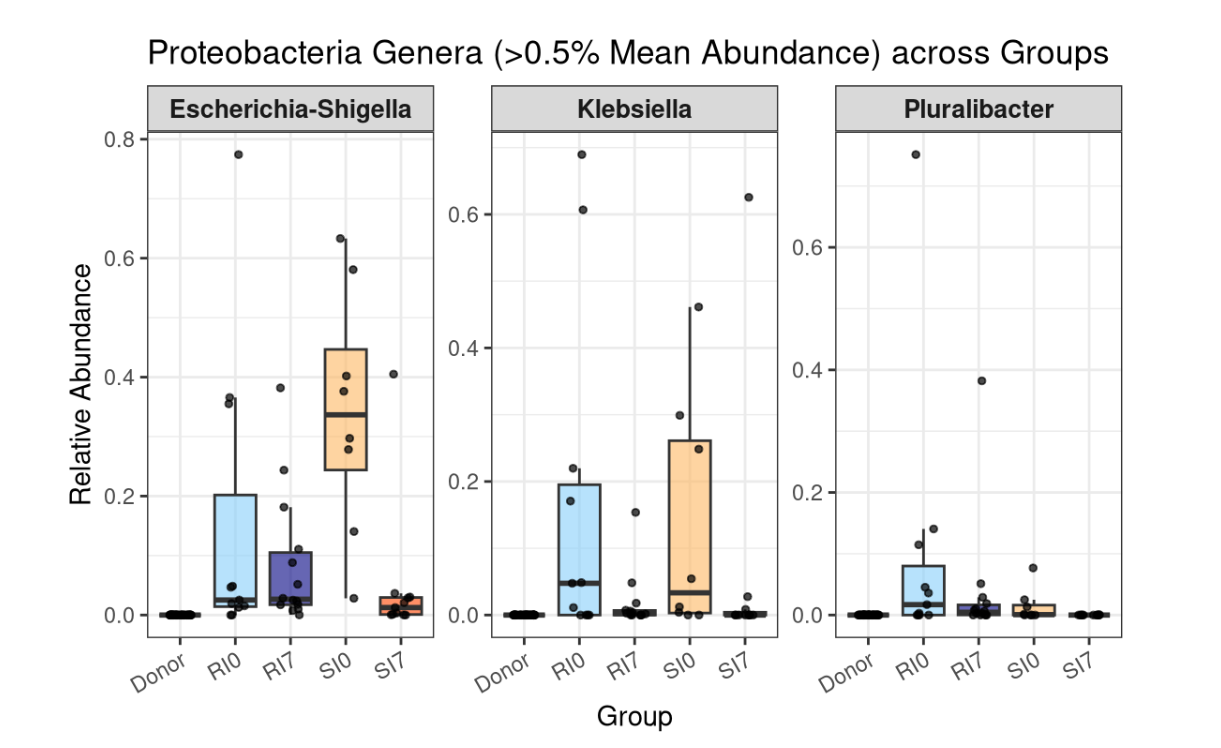 Proteobacteria Genera (>0.5% Mean Abundance) across Groups
Escherichia-Shigella
Klebsiella
Pluralibacter
Relative Abundance
0.8
0.6
0.4
0.2
0.0
0.6
0.4
0.2
0.0
0.6
0.4
0.2
0.0
Donor RI0 RI7 SI0 SI7
Donor RI0 RI7 SI0 SI7
Donor RI0 RI7 SI0 SI7
Group